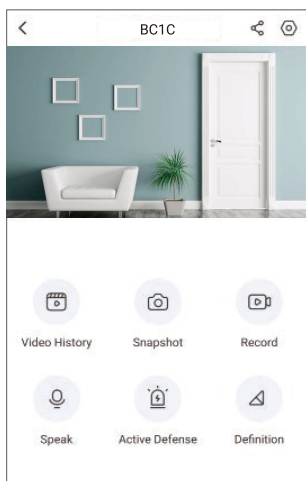 BC1C
Video History Snapshot Record
Speak Active Defense Definition